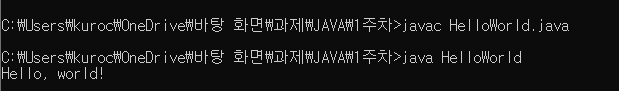 C:₩Users₩kuroc₩OneDrive₩바탕 화면₩과제₩JAVA₩1주차>javac HelloWorld.java
C:₩Users₩kuroc₩OneDrive₩바탕 화면₩과제₩JAVA₩1주차>java HelloWorld
Hello, world!